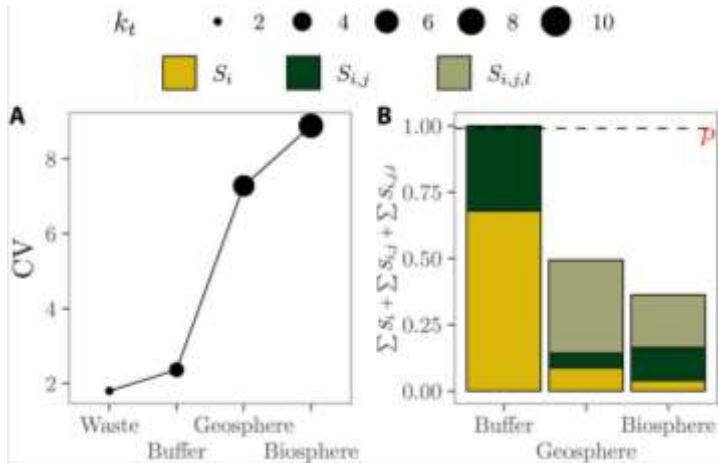 k_t 2 4 6 8 10
S_i S_{i,j} S_{i,j,l}
A
CV
8
6
4
2
Waste
Buffer
Geosphere
Biosphere
B
∑ S_i + ∑ S_{i,j} + ∑ S_{i,j,l}
1.00
0.75
0.50
0.25
0.00
p
Buffer
Geosphere
Biosphere